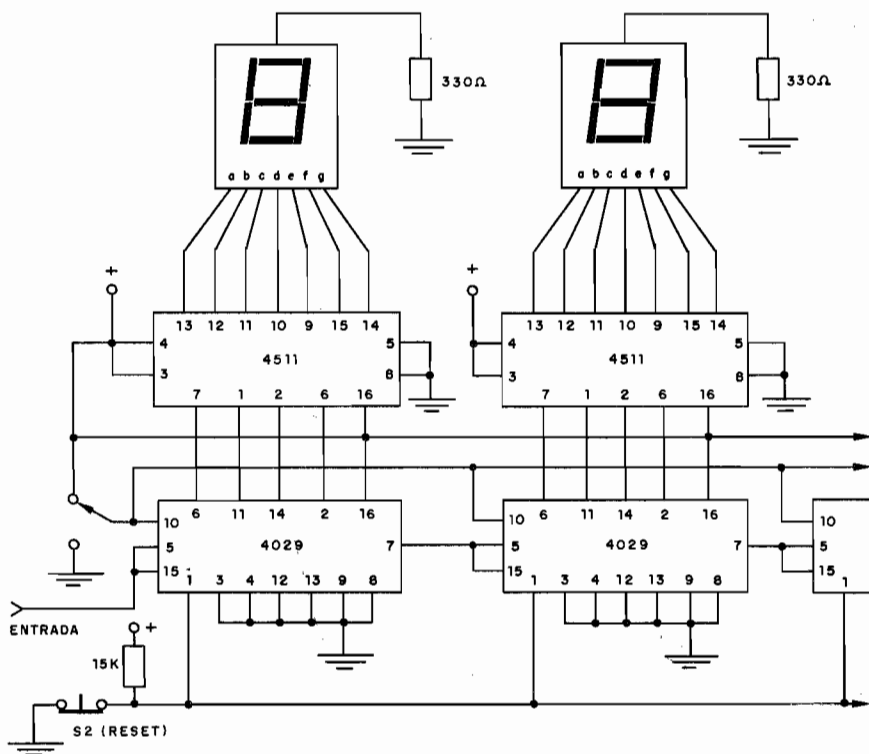 330Ω 330Ω
a b c d e f g a b c d e f g
+ +
13 12 11 10 9 15 14 13 12 11 10 9 15 14
4 5 4 5
4511 4511
3 8 3 8
7 1 2 6 16 7 1 2 6 16
6 11 14 2 16 6 11 14 2 16
10 10 10
5 4029 7 5 4029 7 5
15 15 15
1 3 4 12 13 9 8 1 3 4 12 13 9 8 1
ENTRADA
+
15K
S2 (RESET)